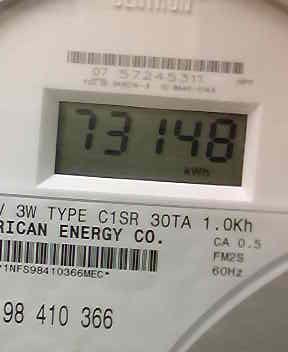 07 57245311
73148
kWh
3W TYPE C1SR 30TA 1.0Kh
RICAN ENERGY CO.
CA 0.5
FM2S
60Hz
*1NFS98410366MEC*
98 410 366